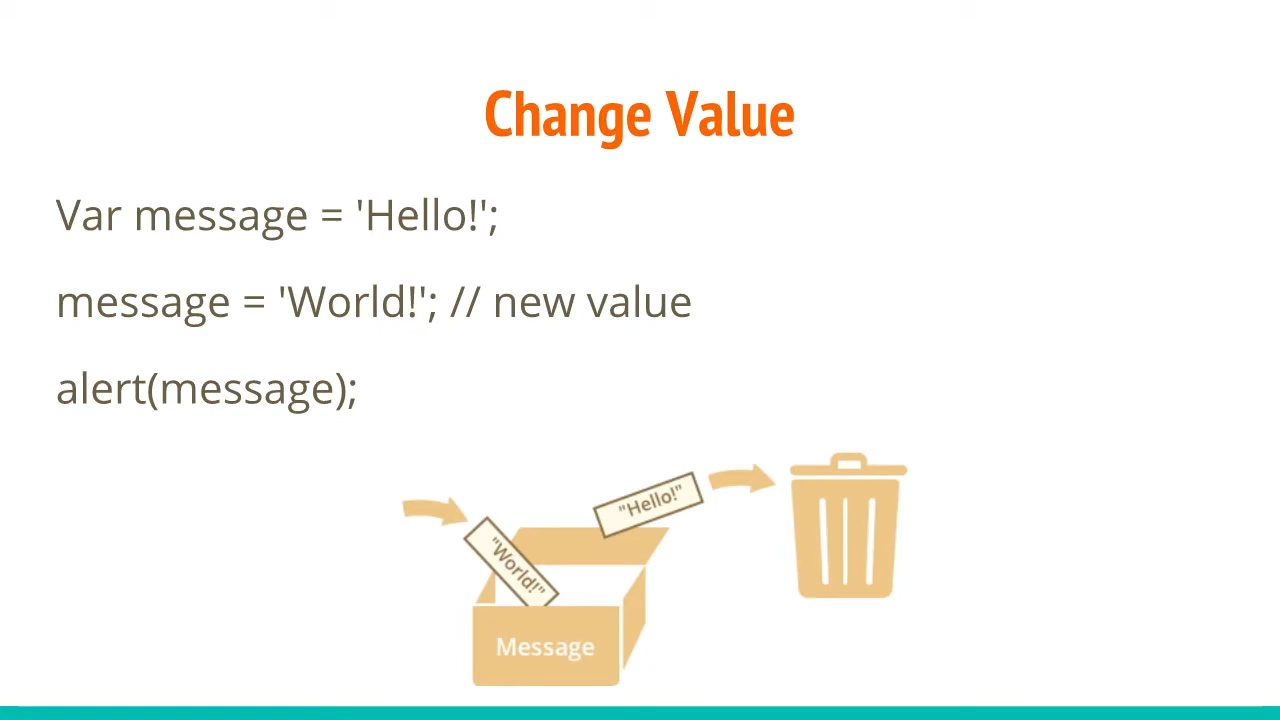 Change Value
Var message = 'Hello!';
message = 'World!'; // new value
alert(message);
"Hello!"
"World!"
Message